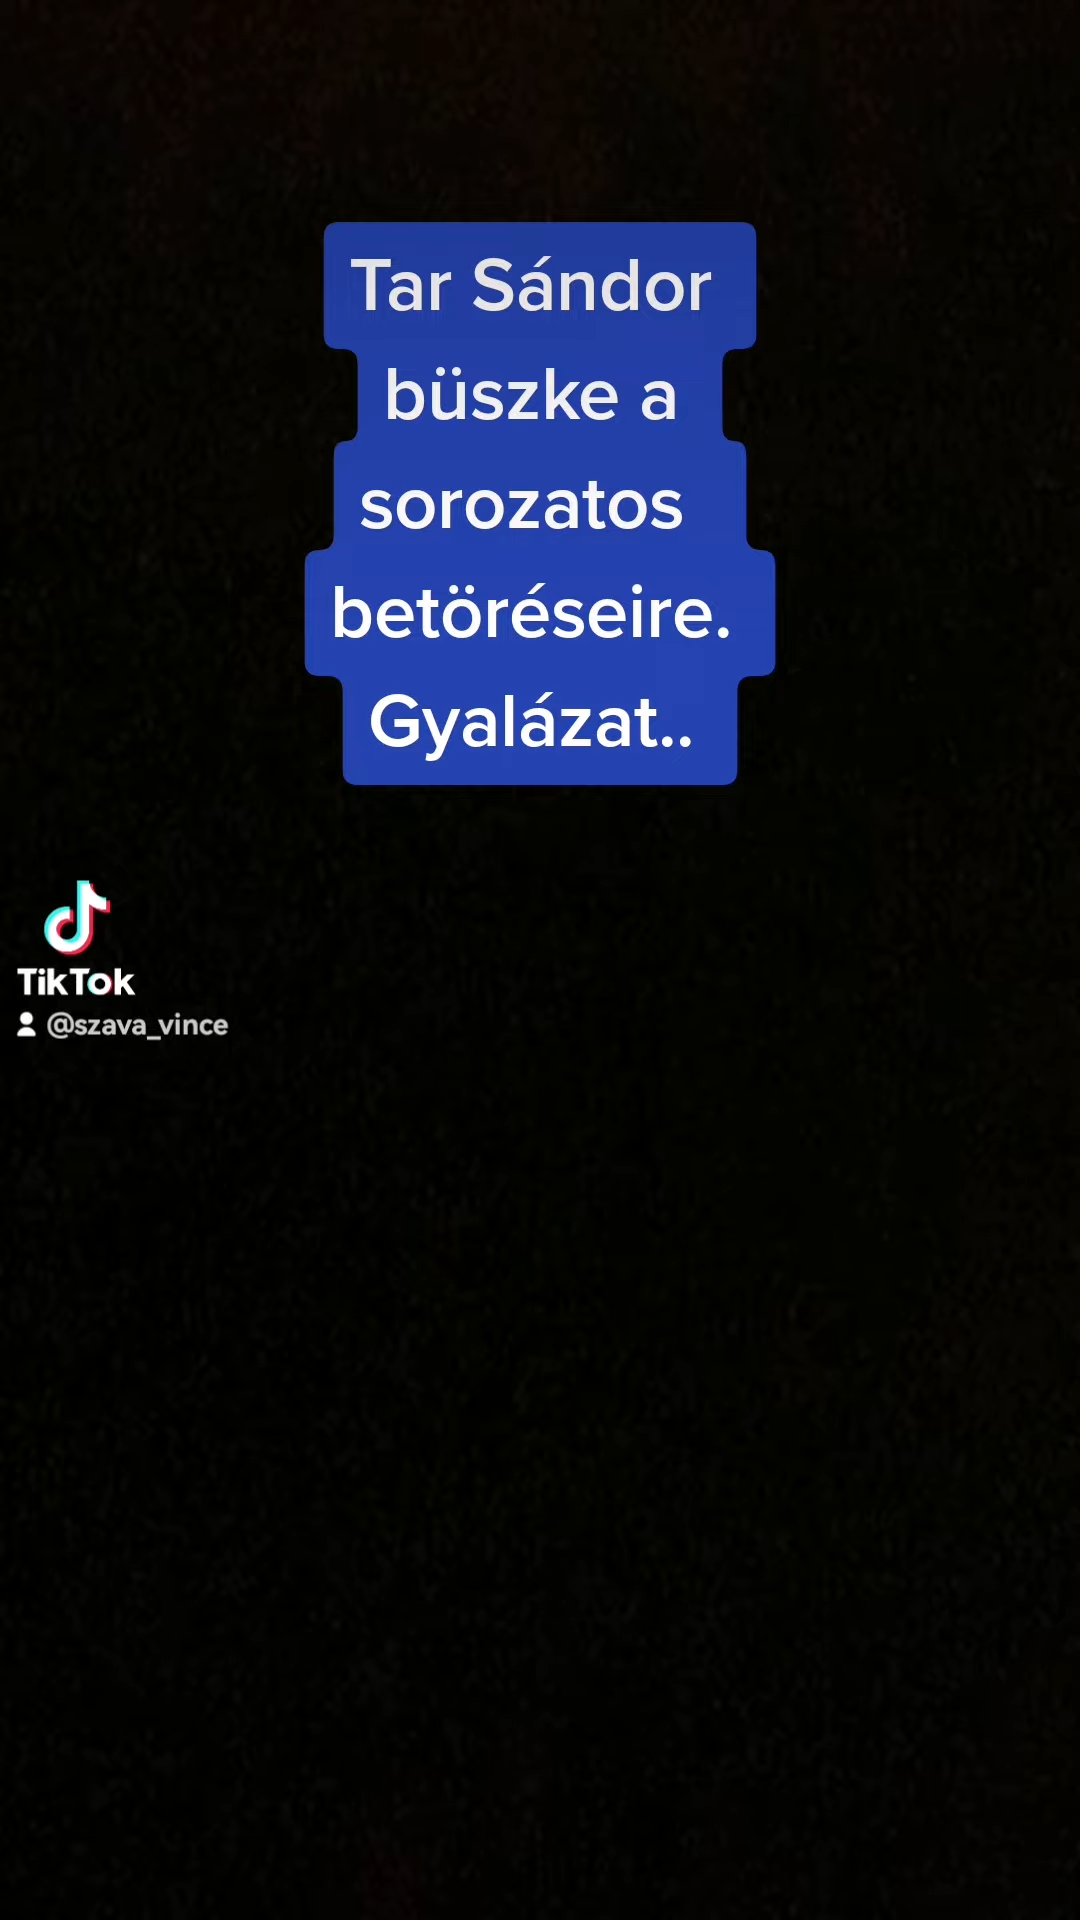 Tar Sándor
büszke a
sorozatos
betöréseire.
Gyalázat..
TikTok
@szava_vince